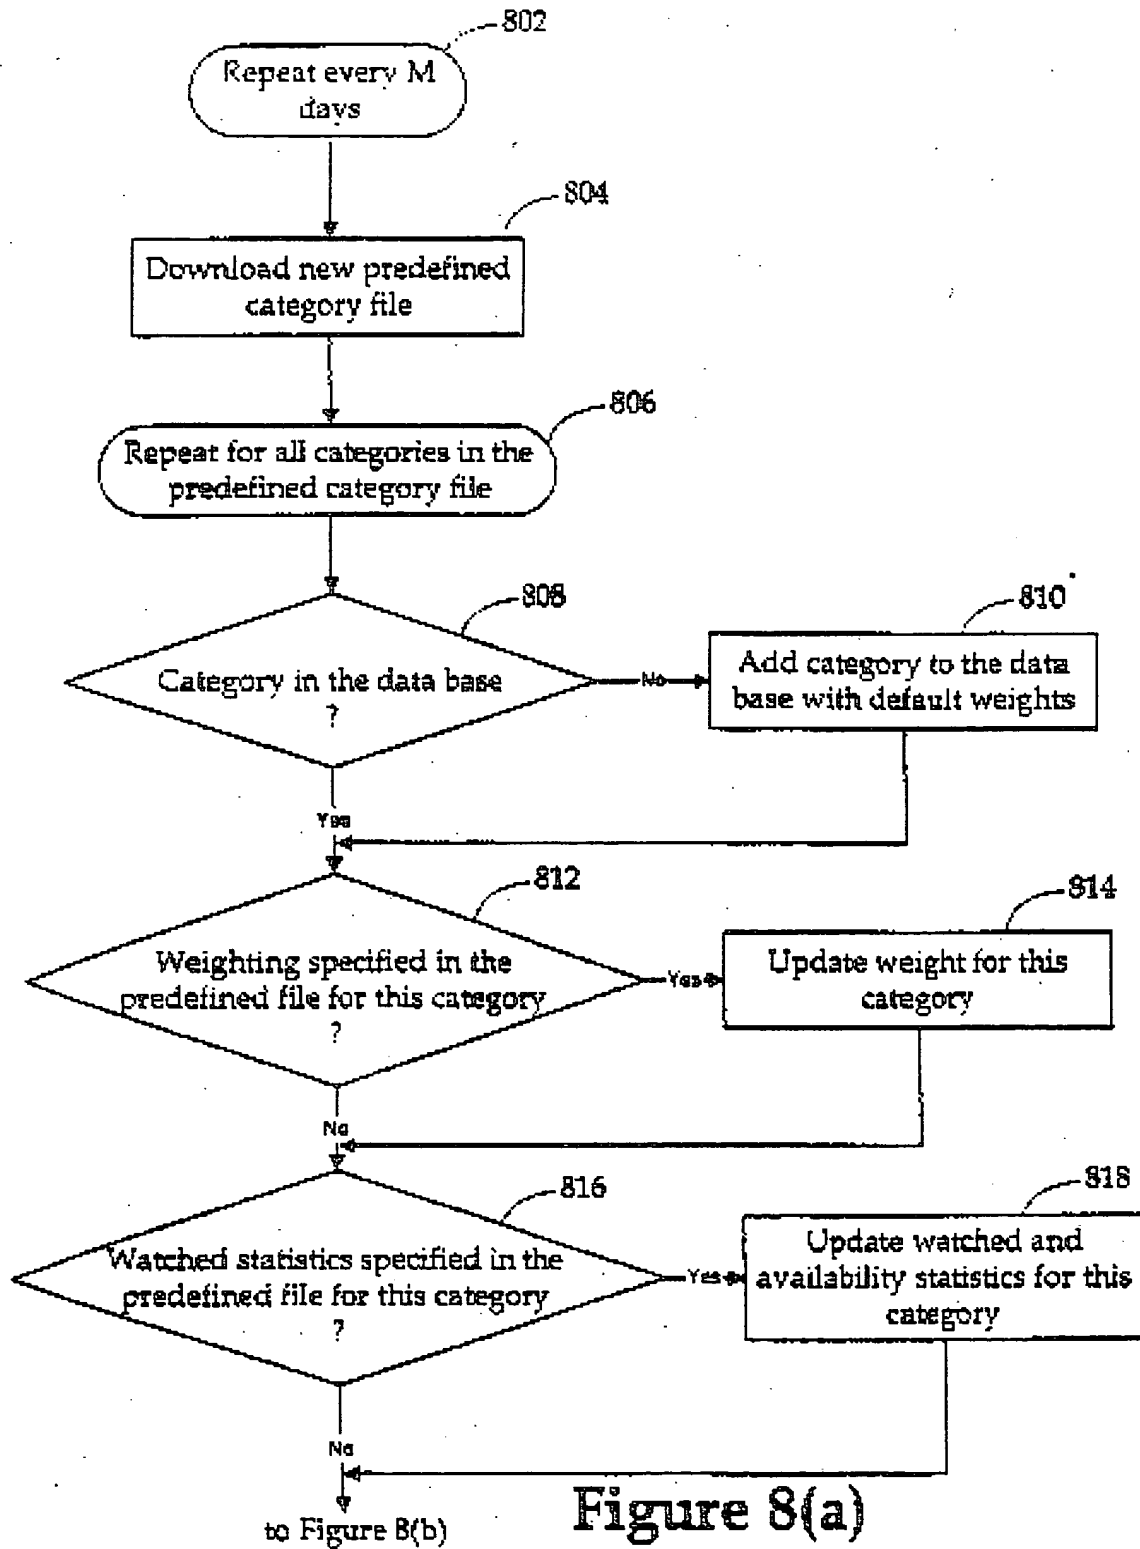 802
Repeat every M
days
804
Download new predefined
category file
806
Repeat for all categories in the
predefined category file
808
Category in the data base
?
No
810
Add category to the data
base with default weights
Yes
812
Weighting specified in the
predefined file for this category
?
Yes
814
Update weight for this
category
No
816
Watched statistics specified in the
predefined file for this category
?
Yes
818
Update watched and
availability statistics for this
category
No
to Figure 8(b)
Figure 8(a)